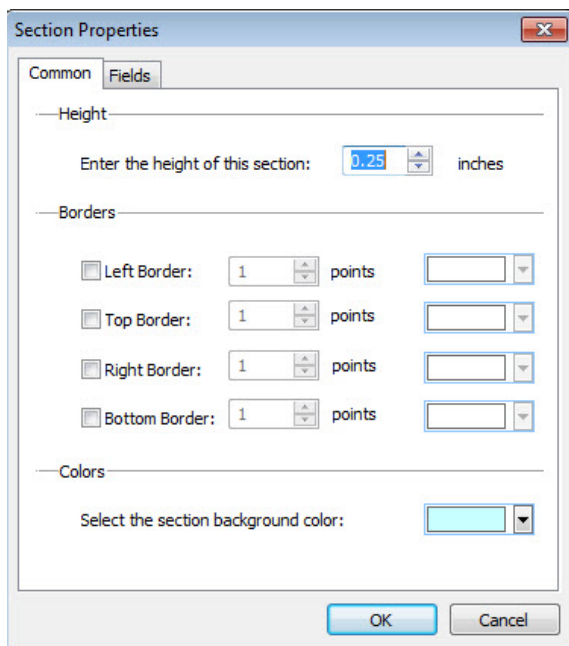 Section Properties
Common Fields
Height
Enter the height of this section: 0.25 inches
Borders
Left Border: 1 points
Top Border: 1 points
Right Border: 1 points
Bottom Border: 1 points
Colors
Select the section background color:
OK Cancel